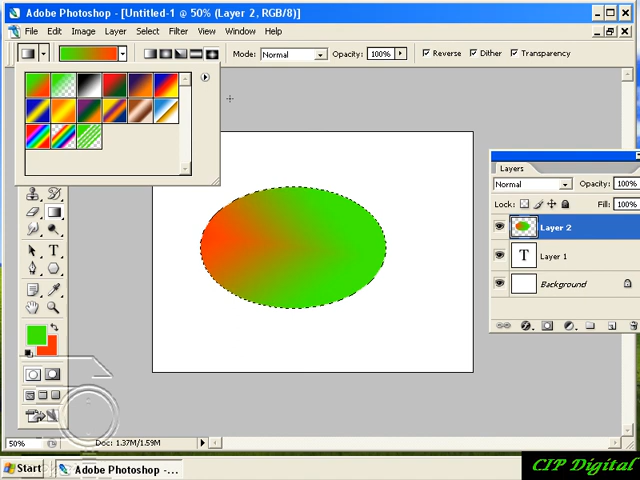 Adobe Photoshop - [Untitled-1 @ 50% (Layer 2, RGB/8)]
File Edit Image Layer Select Filter View Window Help
Mode: Normal Opacity: 100% Reverse Dither Transparency
Layers
Normal Opacity: 100%
Lock: Fill: 100%
Layer 2
T Layer 1
Background
T
50% Doc: 1.37M/1.59M
Start Adobe Photoshop - ... CIP Digital